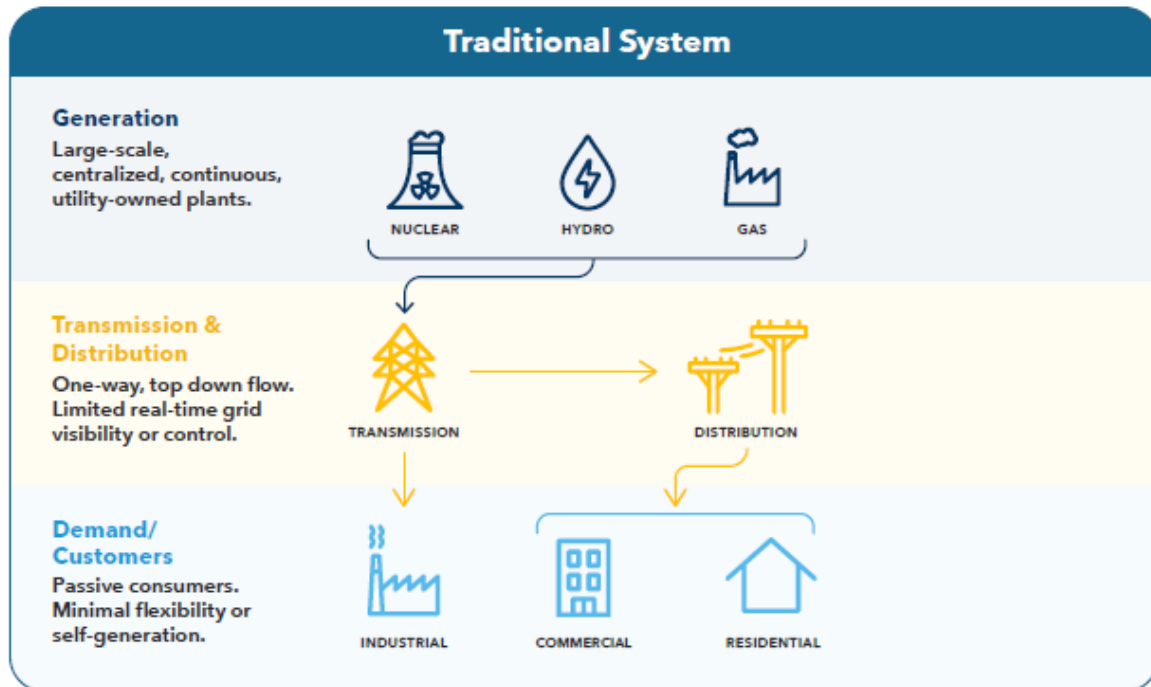 Traditional System
Generation
Large-scale,
centralized, continuous,
utility-owned plants.
NUCLEAR
HYDRO
GAS
Transmission &
Distribution
One-way, top down flow.
Limited real-time grid
visibility or control.
TRANSMISSION
DISTRIBUTION
Demand/
Customers
Passive consumers.
Minimal flexibility or
self-generation.
INDUSTRIAL
COMMERCIAL
RESIDENTIAL